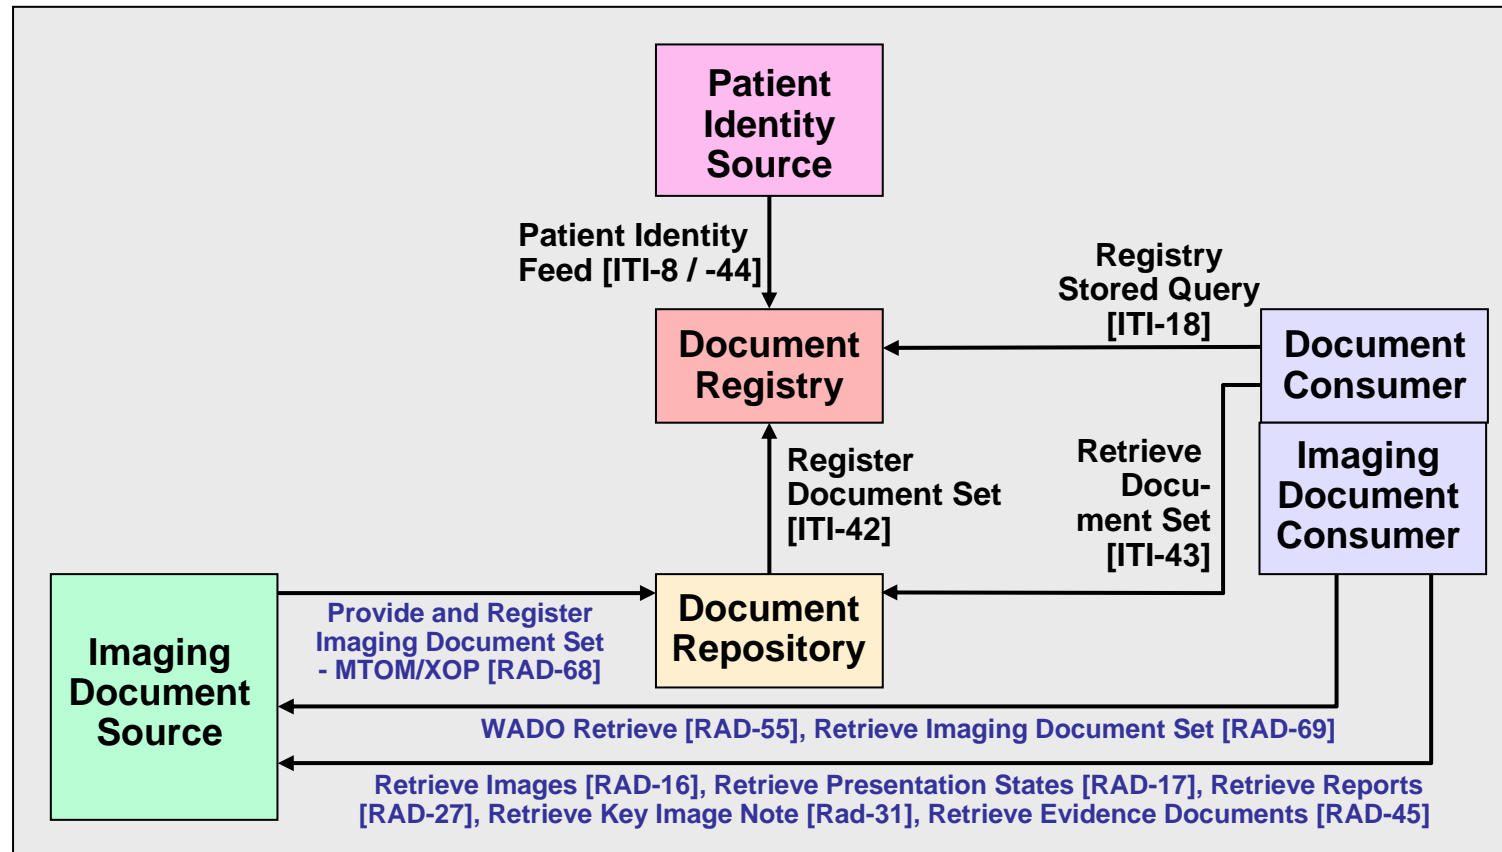 Patient
Identity
Source
Patient Identity
Feed [ITI-8 / -44]
Registry
Stored Query
[ITI-18]
Document
Registry
Document
Consumer
Register
Document Set
[ITI-42]
Retrieve
Docu-
ment Set
[ITI-43]
Imaging
Document
Consumer
Imaging
Document
Source
Provide and Register
Imaging Document Set
- MTOM/XOP [RAD-68]
Document
Repository
WADO Retrieve [RAD-55], Retrieve Imaging Document Set [RAD-69]
Retrieve Images [RAD-16], Retrieve Presentation States [RAD-17], Retrieve Reports
[RAD-27], Retrieve Key Image Note [Rad-31], Retrieve Evidence Documents [RAD-45]